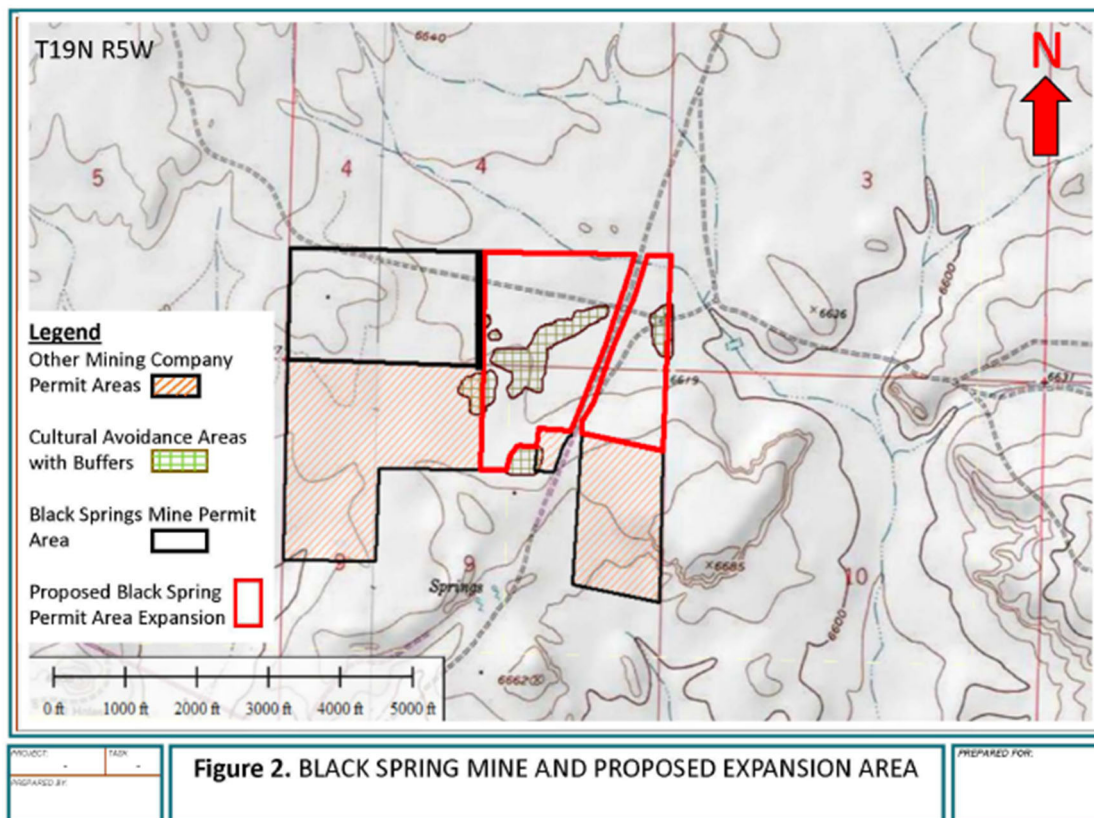 T19N R5W
N
6640
5
4
4
3
6600
6636
7
6619
6631
Legend
Other Mining Company
Permit Areas
Cultural Avoidance Areas
with Buffers
Black Springs Mine Permit
Area
Proposed Black Spring
Permit Area Expansion
9
9
10
Springs
6685
6600
6662
0 ft
1000 ft
2000 ft
3000 ft
4000 ft
5000 ft
PROJECT:
-
TASK
-
PREPARED BY:
Figure 2. BLACK SPRING MINE AND PROPOSED EXPANSION AREA
PREPARED FOR: